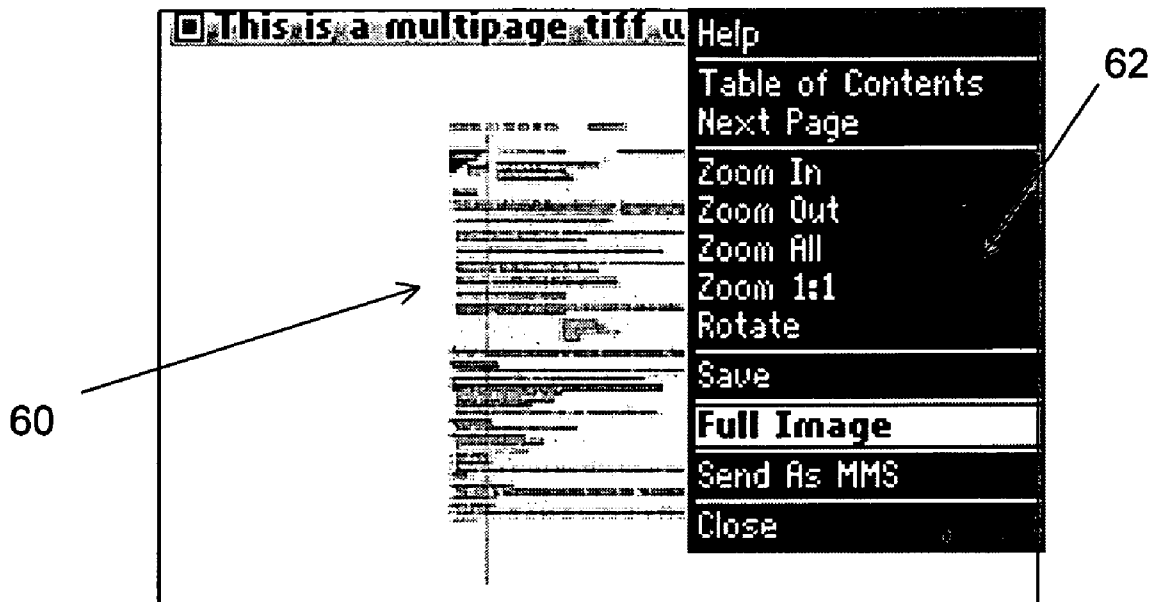 This is a multipage tiff
Help
Table of Contents
Next Page
Zoom In
Zoom Out
Zoom All
Zoom 1:1
Rotate
Save
Full Image
Send As MMS
Close
62
60